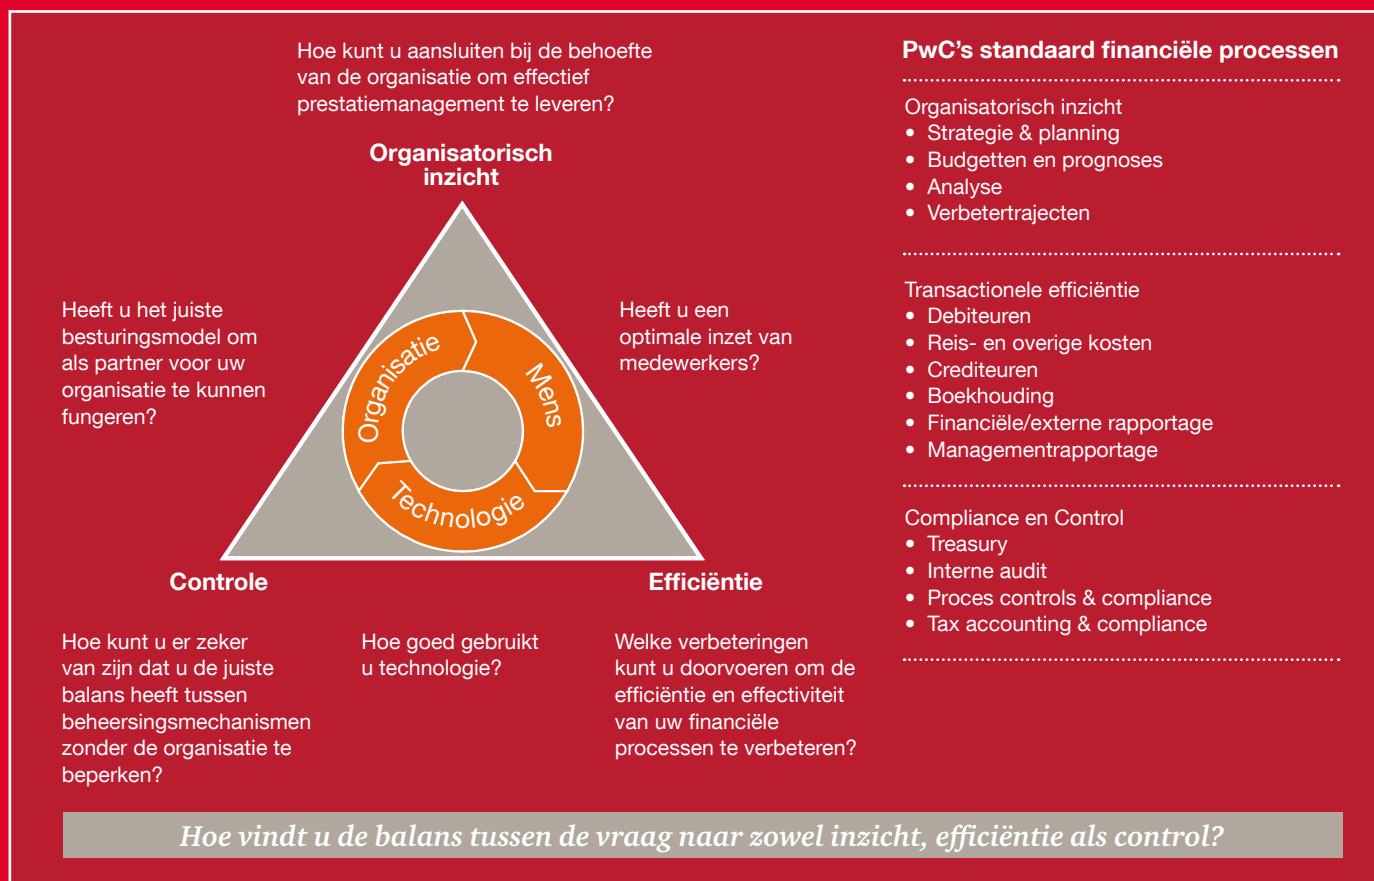 Hoe kunt u aansluiten bij de behoefte
van de organisatie om effectief
prestatiemanagement te leveren?
Organisatorisch
inzicht
Heeft u het juiste
besturingsmodel om
als partner voor uw
organisatie te kunnen
fungeren?
Organisatie
Mens
Technologie
Heeft u een
optimale inzet van
medewerkers?
Controle
Efficiëntie
Hoe kunt u er zeker
van zijn dat u de juiste
balans heeft tussen
beheersingsmechanismen
zonder de organisatie te
beperken?
Hoe goed gebruikt
u technologie?
Welke verbeteringen
kunt u doorvoeren om de
efficiëntie en effectiviteit
van uw financiële
processen te verbeteren?
PwC's standaard financiële processen
Organisatorisch inzicht
• Strategie & planning
• Budgetten en prognoses
• Analyse
• Verbetertrajecten
Transactionele efficiëntie
• Debiteuren
• Reis- en overige kosten
• Crediteuren
• Boekhouding
• Financiële/externe rapportage
• Managementrapportage
Compliance en Control
• Treasury
• Interne audit
• Proces controls & compliance
• Tax accounting & compliance
Hoe vindt u de balans tussen de vraag naar zowel inzicht, efficiëntie als control?